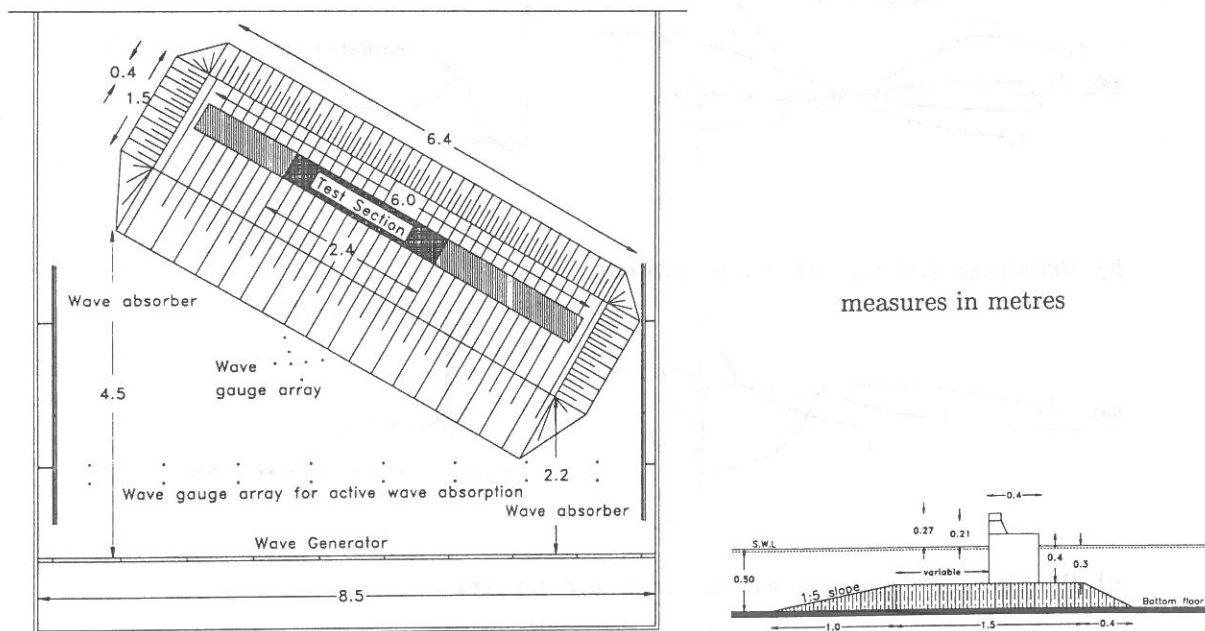 0.4
1.5
6.4
6.0
Test Section
2.4
Wave absorber
Wave
gauge array
4.5
2.2
Wave gauge array for active wave absorption
Wave absorber
Wave Generator
8.5
measures in metres
0.4
0.27
0.21
S.W.L
0.4
0.3
variable
0.50
1:5 slope
Bottom floor
1.0
1.5
0.4